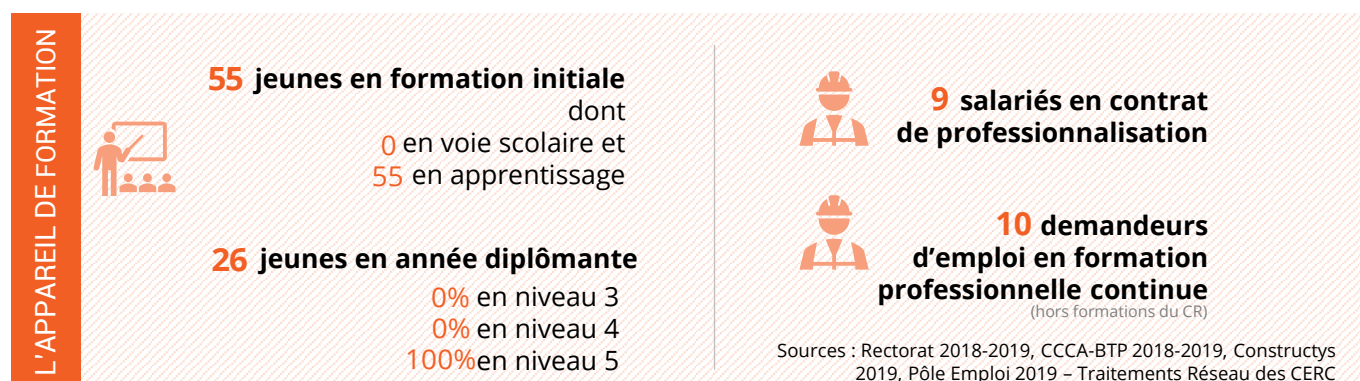 L'APPAREIL DE FORMATION
55 jeunes en formation initiale
dont
0 en voie scolaire et
55 en apprentissage
26 jeunes en année diplômante
0% en niveau 3
0% en niveau 4
100%en niveau 5
9 salariés en contrat
de professionnalisation
10 demandeurs
d’emploi en formation
professionnelle continue
(hors formations du CR)
Sources : Rectorat 2018-2019, CCCA-BTP 2018-2019, Constructys
2019, Pôle Emploi 2019 – Traitements Réseau des CERC